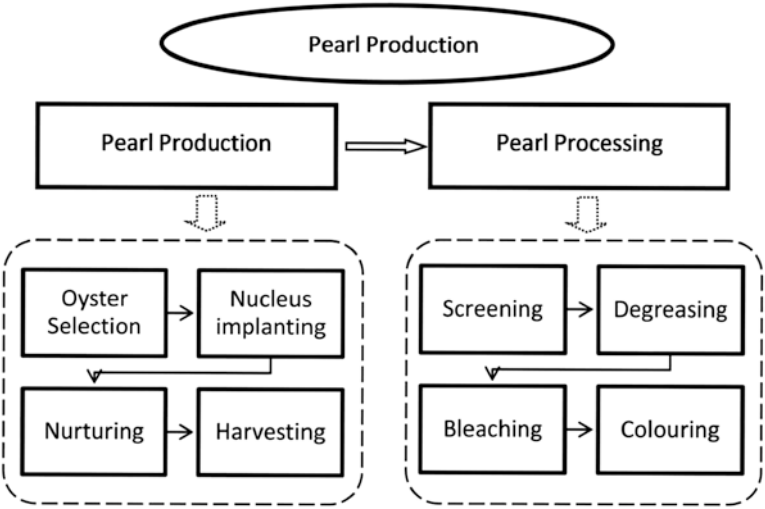 Pearl Production
Pearl Production
Pearl Processing
Oyster
Selection
Nucleus
implanting
Nurturing
Harvesting
Screening
Degreasing
Bleaching
Colouring